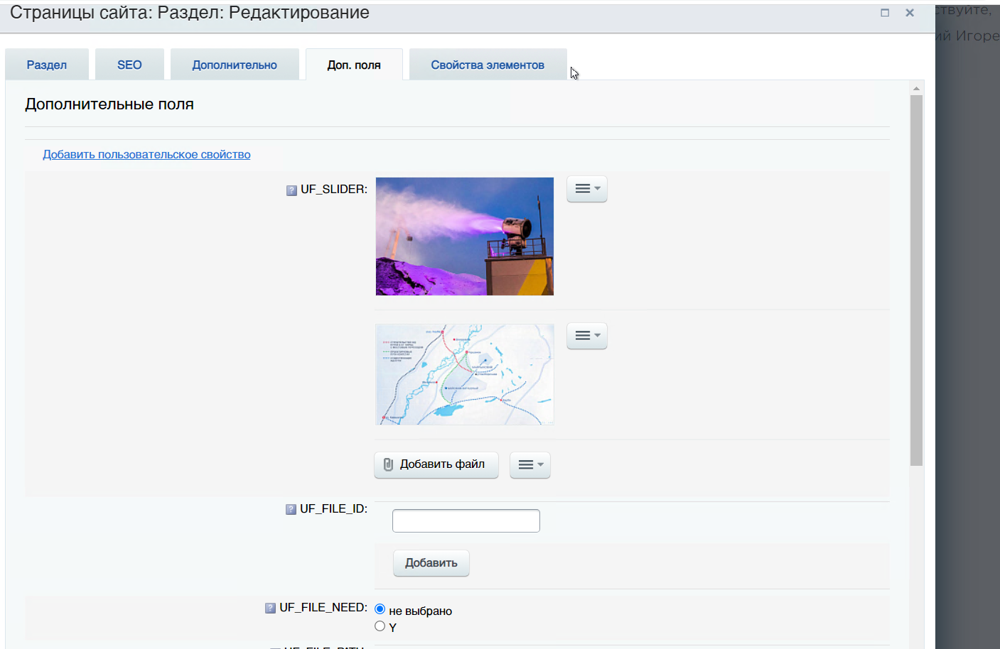 Страницы сайта: Раздел: Редактирование
ствуйте,
ий Игоре
Раздел
SEO
Дополнительно
Доп. поля
Свойства элементов
Дополнительные поля
Добавить пользовательское свойство
UF_SLIDER:
Добавить файл
UF_FILE_ID:
Добавить
UF_FILE_NEED:
не выбрано
Y
UF_FILE_PATH: